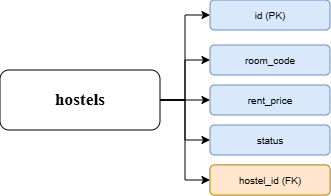 id (PK)
room_code
hostels
rent_price
status
hostel_id (FK)